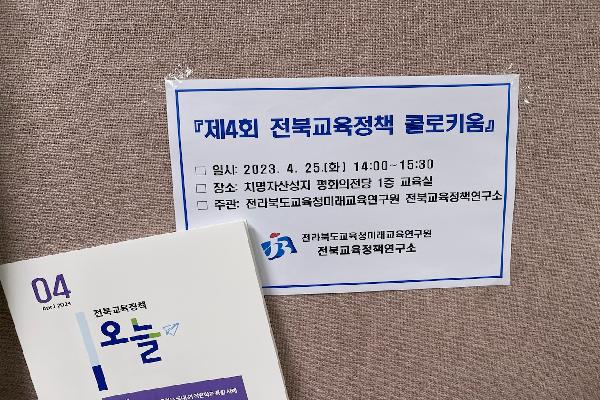 『제4회 전북교육정책 콜로키움』
□ 일시: 2023. 4. 25.(화) 14:00~15:30
□ 장소: 치명자산성지 평화의전당 1층 교육실
□ 주관: 전라북도교육청미래교육연구원 전북교육정책연구소
전라북도교육청미래교육연구원
전북교육정책연구소
04
April 2023
전북교육정책
오늘